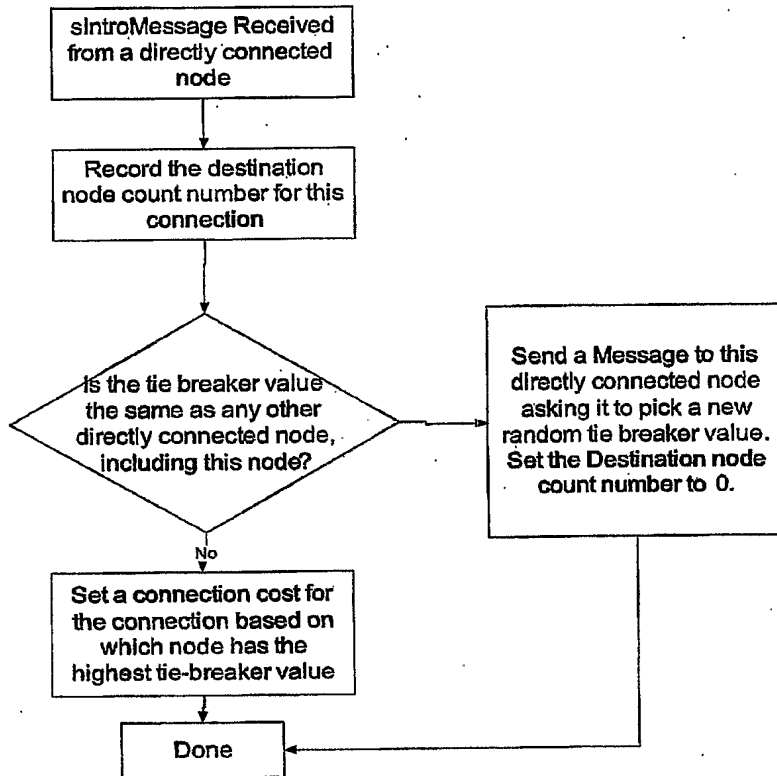 sIntroMessage Received
from a directly connected
node
Record the destination
node count number for this
connection
Is the tie breaker value
the same as any other
directly connected node,
including this node?
Send a Message to this
directly connected node
asking it to pick a new
random tie breaker value.
Set the Destination node
count number to 0.
No
Set a connection cost for
the connection based on
which node has the
highest tie-breaker value
Done